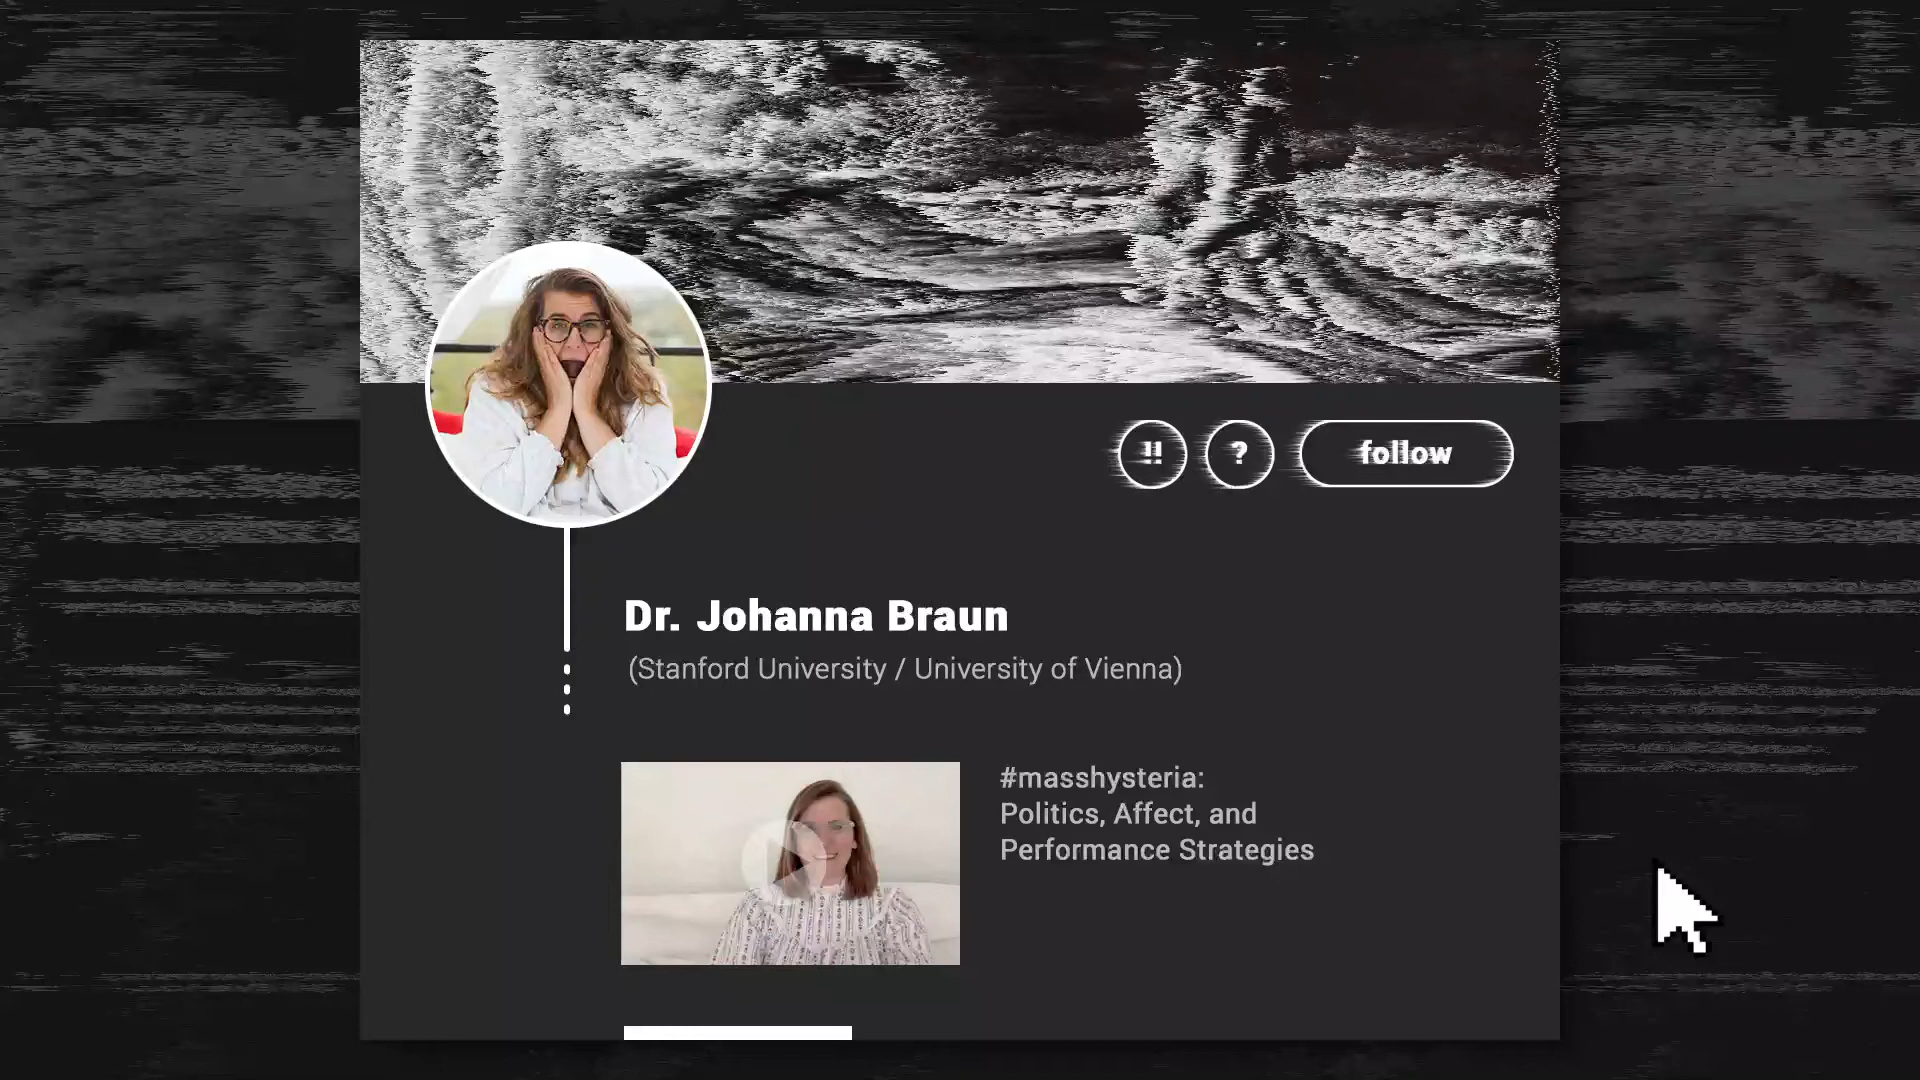 !!
?
follow
Dr. Johanna Braun
(Stanford University / University of Vienna)
#masshysteria:
Politics, Affect, and
Performance Strategies